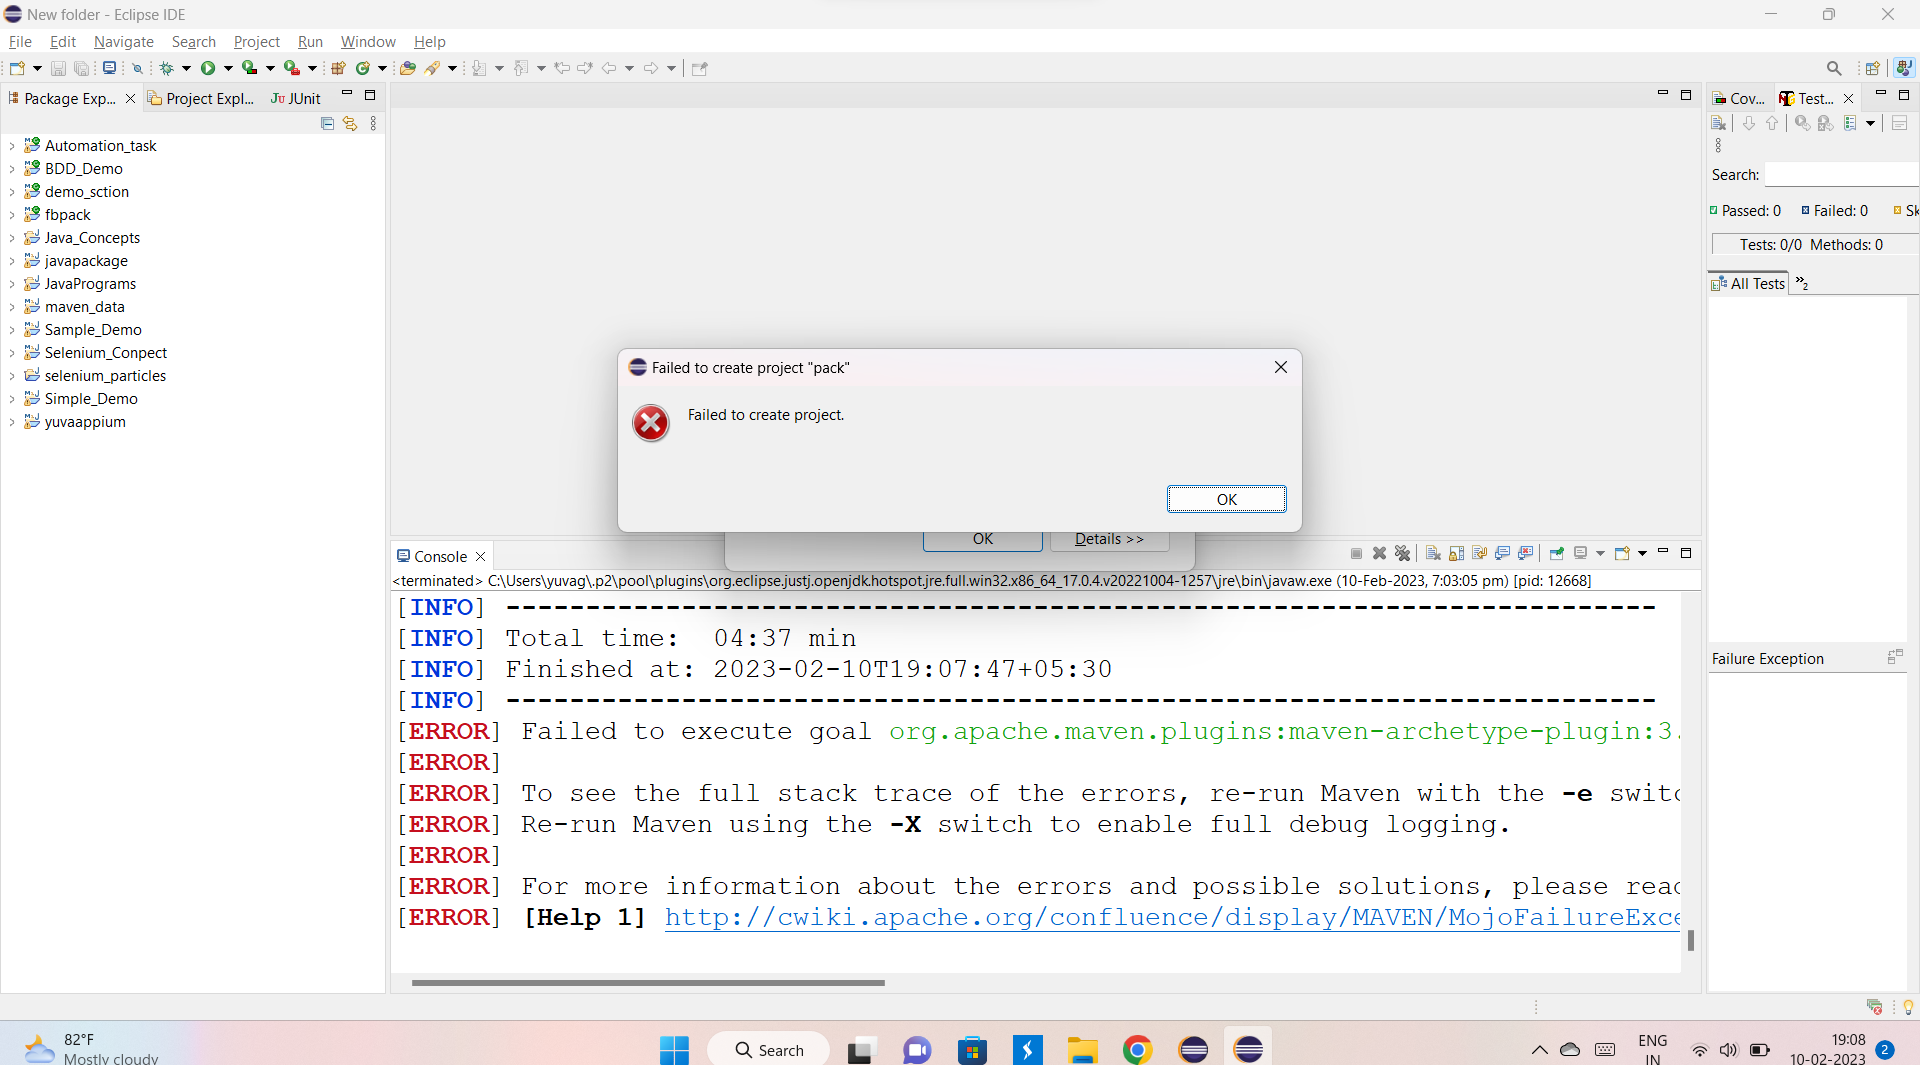 New folder - Eclipse IDE
File Edit Navigate Search Project Run Window Help
Package Exp... Project Expl... JUnit
Automation_task
BDD_Demo
demo_sction
fbpack
Java_Concepts
javapackage
JavaPrograms
maven_data
Sample_Demo
Selenium_Conpect
selenium_particles
Simple_Demo
yuvaappium
Failed to create project "pack"
Failed to create project.
OK
OK Details >>
Console
<terminated> C:\Users\yuvag\.p2\pool\plugins\org.eclipse.justj.openjdk.hotspot.jre.full.win32.x86_64_17.0.4.v20221004-1257\jre\bin\javaw.exe (10-Feb-2023, 7:03:05 pm) [pid: 12668]
[INFO] ------------------------------------------------------------------------
[INFO] Total time:  04:37 min
[INFO] Finished at: 2023-02-10T19:07:47+05:30
[INFO] ------------------------------------------------------------------------
[ERROR] Failed to execute goal org.apache.maven.plugins:maven-archetype-plugin:3.
[ERROR]
[ERROR] To see the full stack trace of the errors, re-run Maven with the -e switc
[ERROR] Re-run Maven using the -X switch to enable full debug logging.
[ERROR]
[ERROR] For more information about the errors and possible solutions, please read
[ERROR] [Help 1] http://cwiki.apache.org/confluence/display/MAVEN/MojoFailureExce
Cov... Test...
Search:
Passed: 0 Failed: 0 Sk
Tests: 0/0 Methods: 0
All Tests »2
Failure Exception
82°F
Mostly cloudy
Search
ENG
IN
19:08
10-02-2023
2